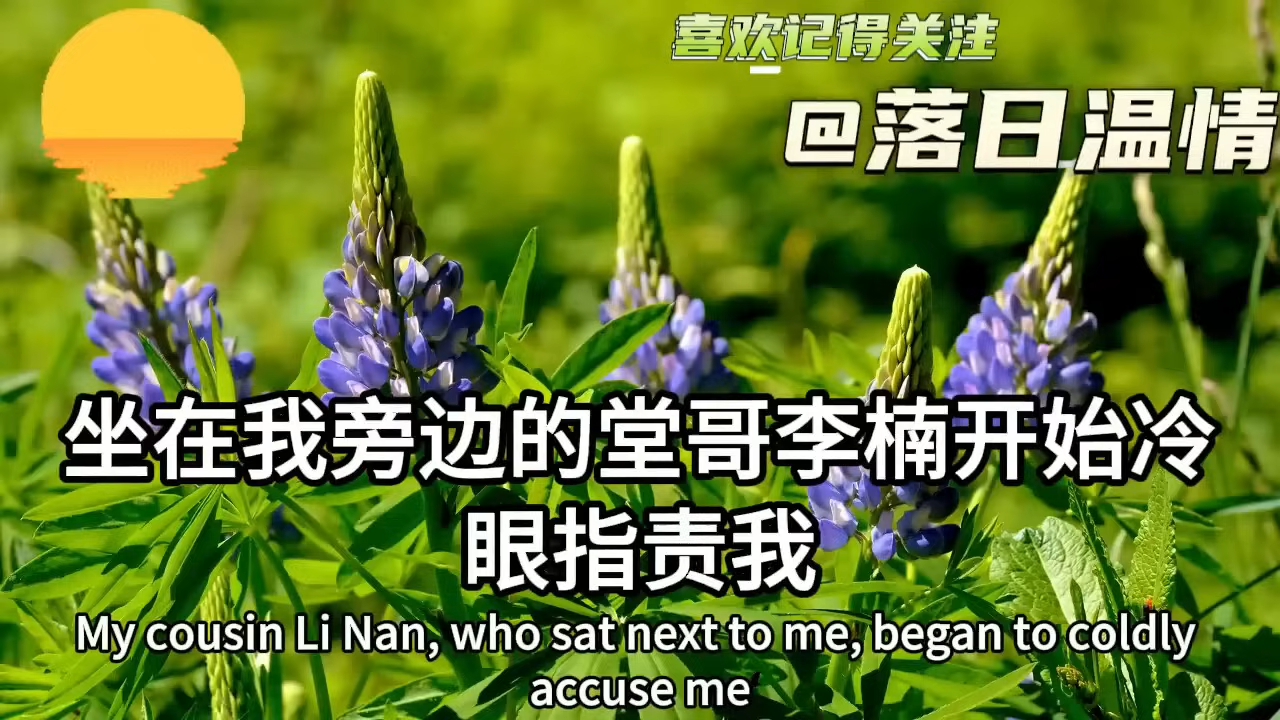 喜欢记得关注
@落日温情
坐在我旁边的堂哥李楠开始冷
眼指责我
My cousin Li Nan, who sat next to me, began to coldly
accuse me